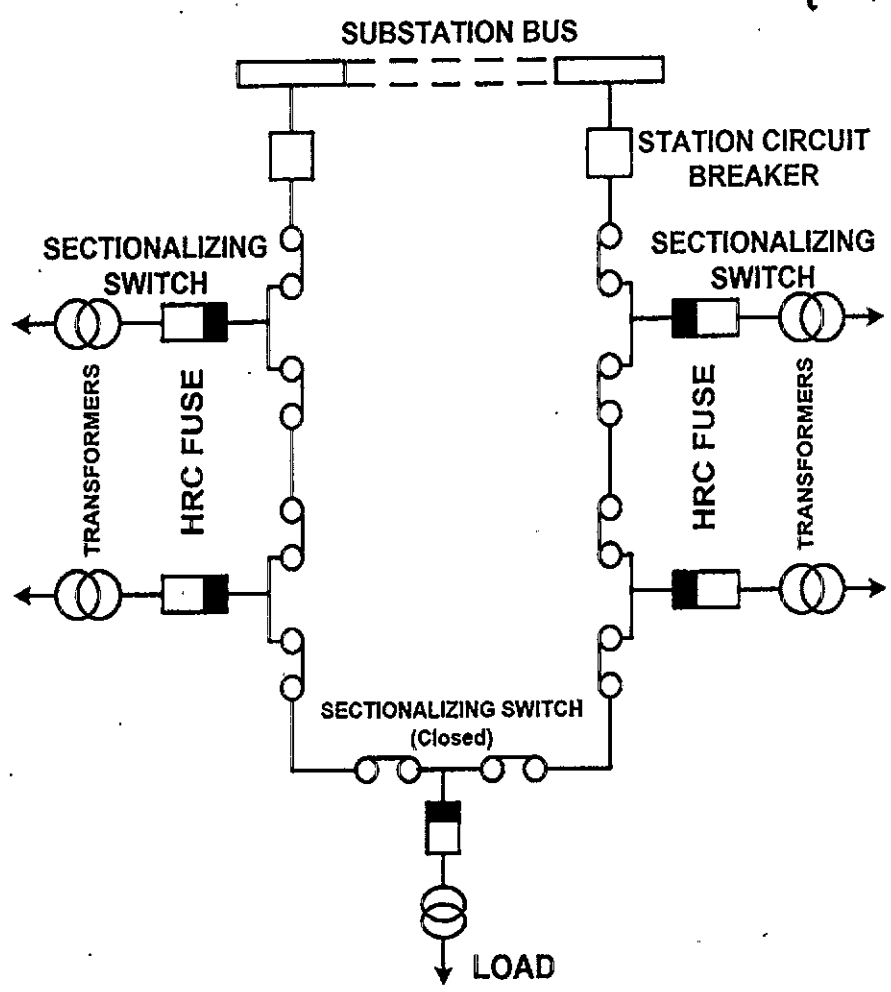 SUBSTATION BUS
STATION CIRCUIT
BREAKER
SECTIONALIZING
SWITCH
SECTIONALIZING
SWITCH
TRANSFORMERS
HRC FUSE
HRC FUSE
TRANSFORMERS
SECTIONALIZING SWITCH
(Closed)
LOAD